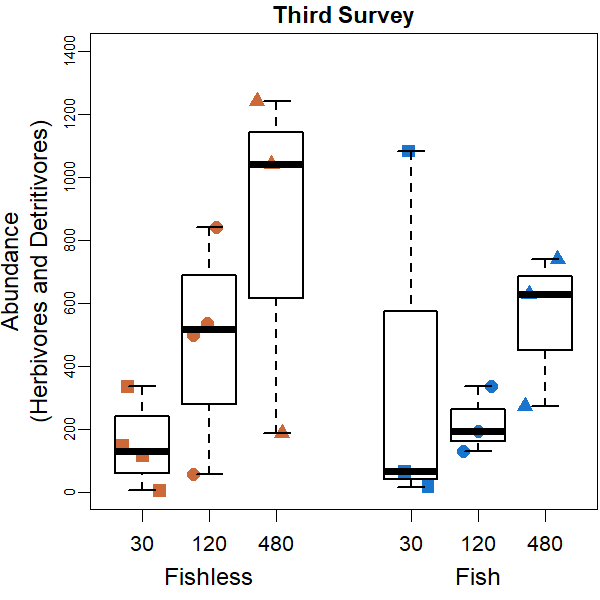 Third Survey
Abundance
(Herbivores and Detritivores)
1400
1200
1000
800
600
400
200
0
30 120 480 30 120 480
Fishless Fish